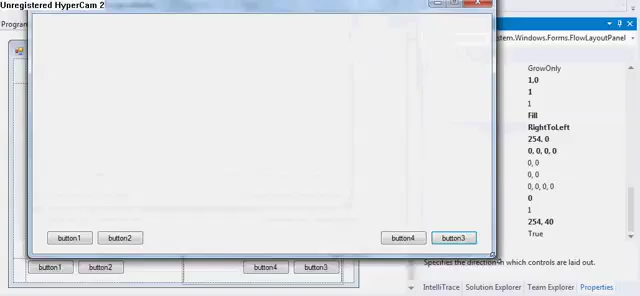 Unregistered HyperCam 2
Program
Properties
System.Windows.Forms.FlowLayoutPanel
GrowOnly
1,0
1
1
Fill
RightToLeft
254, 0
0, 0, 0, 0
0, 0
0, 0
0, 0, 0, 0
0
1
254, 40
True
button1
button2
button4
button3
button1
button2
button4
button3
Specifies the direction in which controls are laid out.
IntelliTrace
Solution Explorer
Team Explorer
Properties